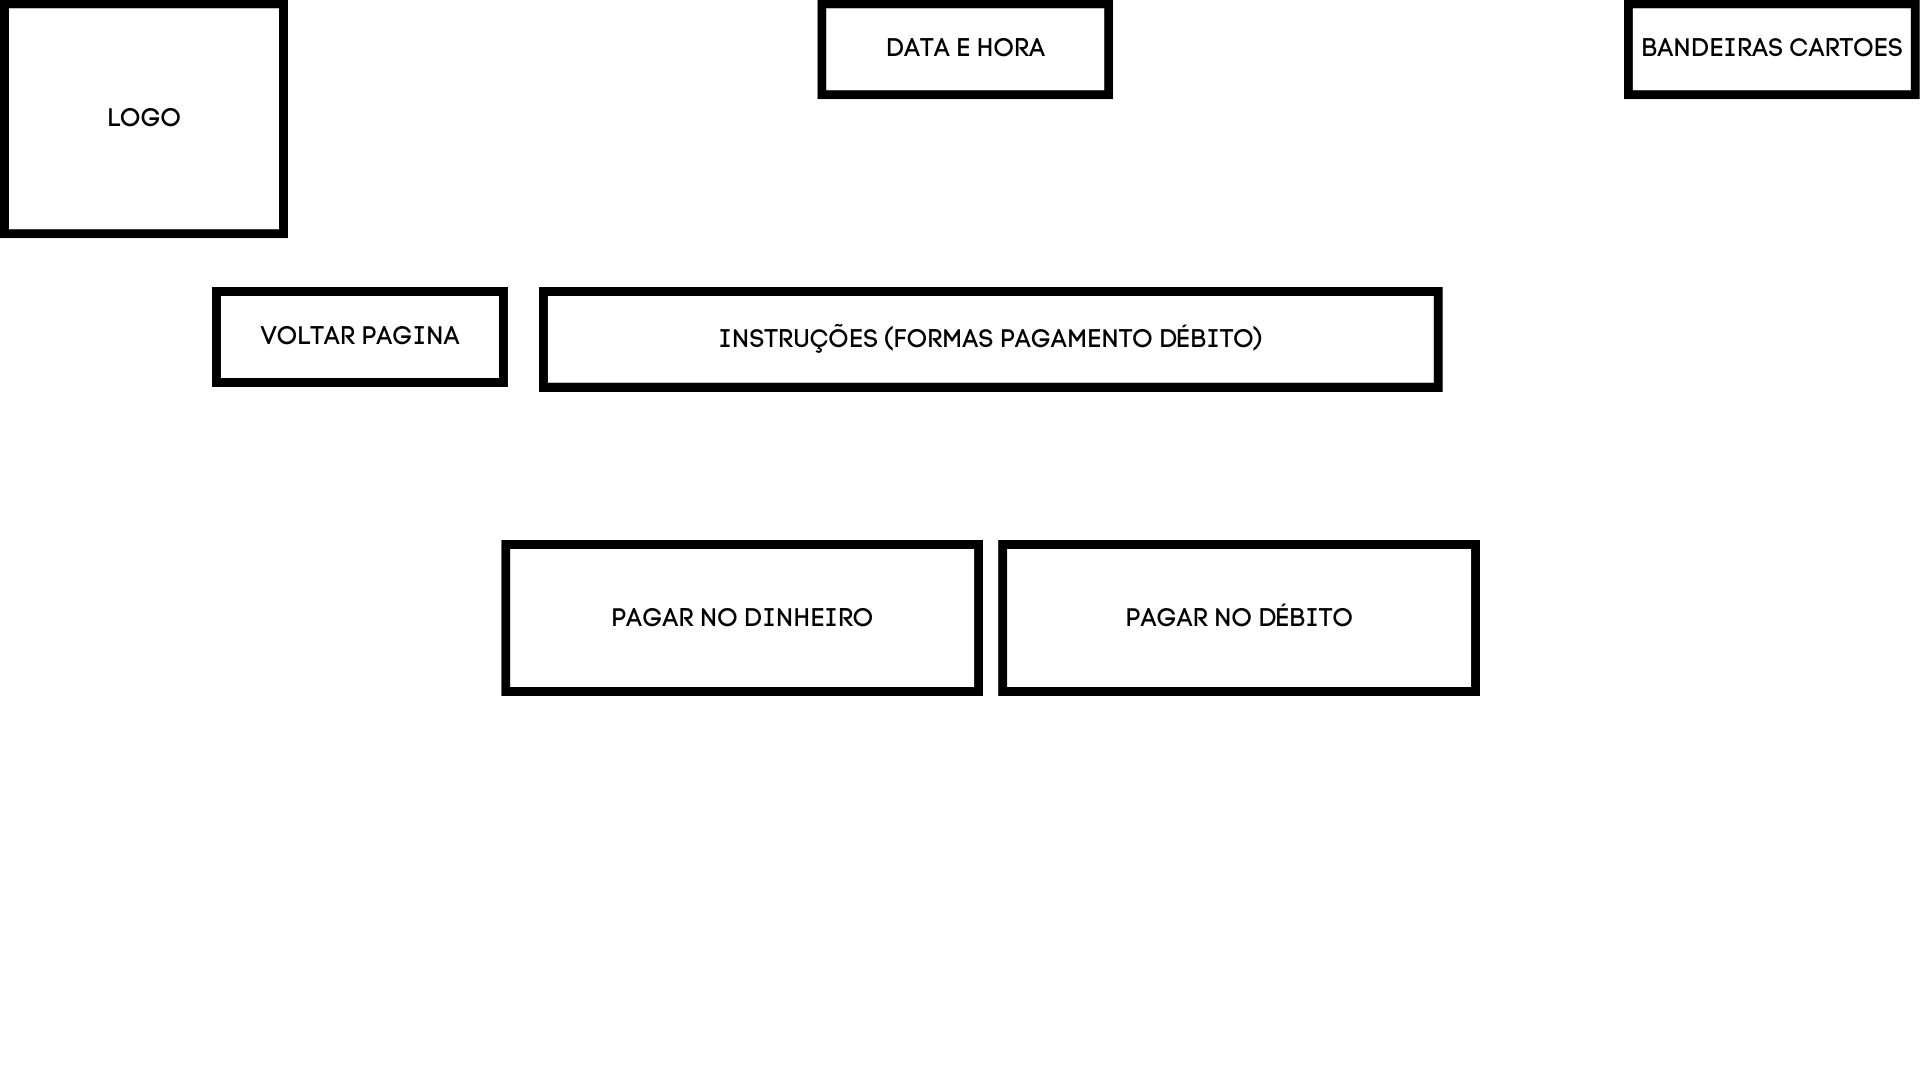 LOGO
DATA E HORA
BANDEIRAS CARTOES
VOLTAR PAGINA
INSTRUÇÕES (FORMAS PAGAMENTO DÉBITO)
PAGAR NO DINHEIRO
PAGAR NO DÉBITO